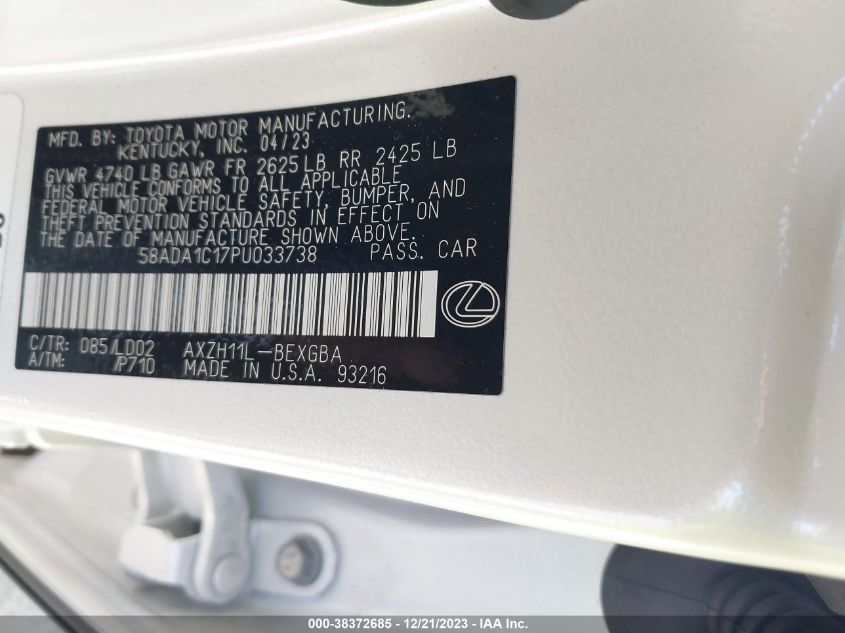 MFD. BY: TOYOTA MOTOR MANUFACTURING.
KENTUCKY, INC. 04/23
GVWR 4740 LB GAWR FR 2625 LB RR 2425 LB
THIS VEHICLE CONFORMS TO ALL APPLICABLE
FEDERAL MOTOR VEHICLE SAFETY, BUMPER, AND
THEFT PREVENTION STANDARDS IN EFFECT ON
THE DATE OF MANUFACTURE SHOWN ABOVE.
58ADA1C17PU033738 PASS. CAR
C/TR: 085/LD02 AXZH11L-BEXGBA
A/TM: /P710 MADE IN U.S.A. 93216
000-38372685 - 12/21/2023 - IAA Inc.